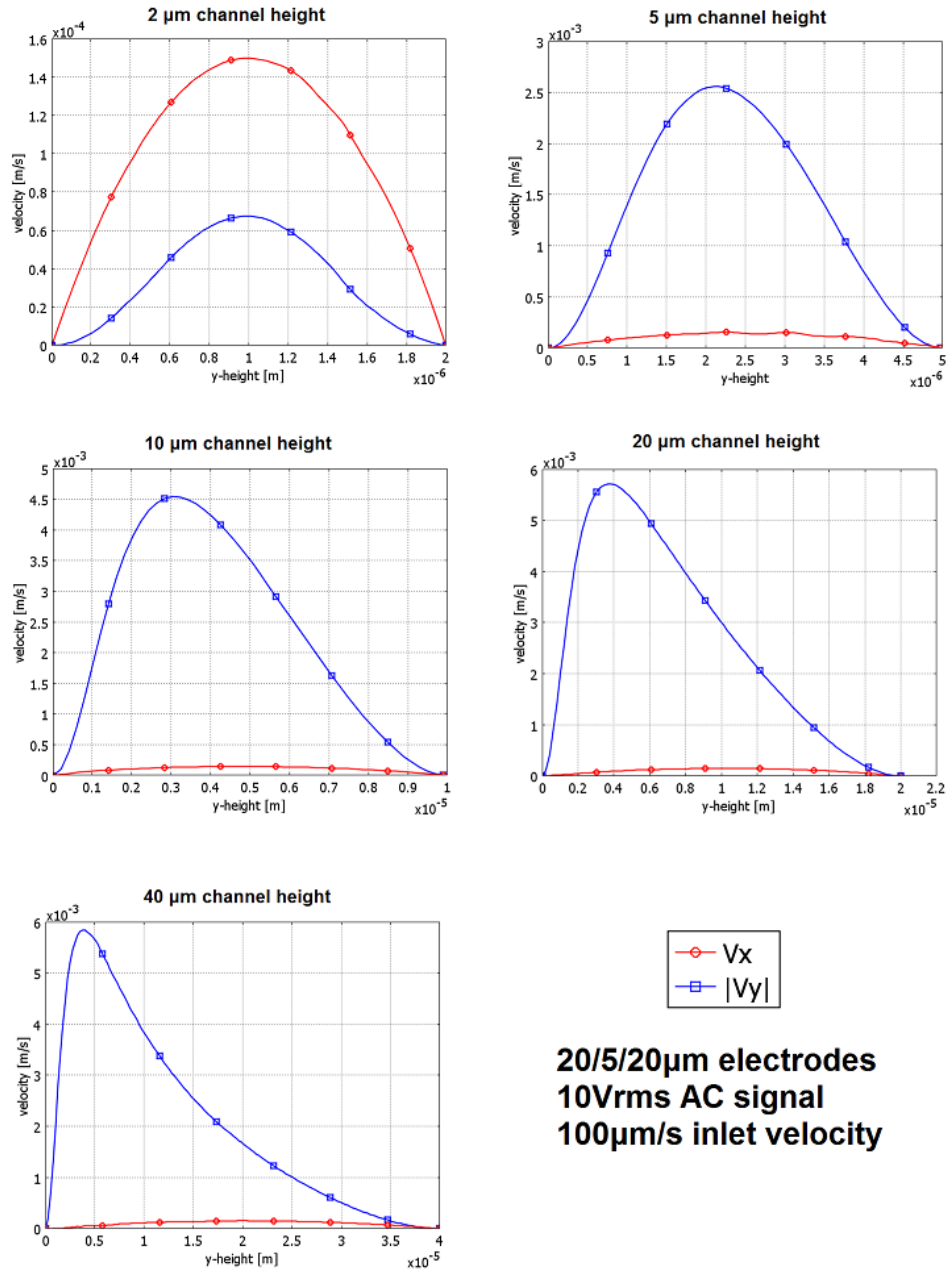 2 µm channel height
x10⁻⁴
1.6
1.4
1.2
1
0.8
0.6
0.4
0.2
0
velocity [m/s]
0 0.2 0.4 0.6 0.8 1 1.2 1.4 1.6 1.8 2
y-height [m]
x10⁻⁶
5 µm channel height
x10⁻³
3
2.5
2
1.5
1
0.5
0
velocity [m/s]
0 0.5 1 1.5 2 2.5 3 3.5 4 4.5 5
y-height
x10⁻⁶
10 µm channel height
x10⁻³
5
4.5
4
3.5
3
2.5
2
1.5
1
0.5
0
velocity [m/s]
0 0.1 0.2 0.3 0.4 0.5 0.6 0.7 0.8 0.9 1
y-height [m]
x10⁻⁵
20 µm channel height
x10⁻³
6
5
4
3
2
1
0
velocity [m/s]
0 0.2 0.4 0.6 0.8 1 1.2 1.4 1.6 1.8 2 2.2
y-height [m]
x10⁻⁵
40 µm channel height
x10⁻³
6
5
4
3
2
1
0
velocity [m/s]
0 0.5 1 1.5 2 2.5 3 3.5 4
y-height [m]
x10⁻⁵
Vx
|Vy|
20/5/20µm electrodes
10Vrms AC signal
100µm/s inlet velocity